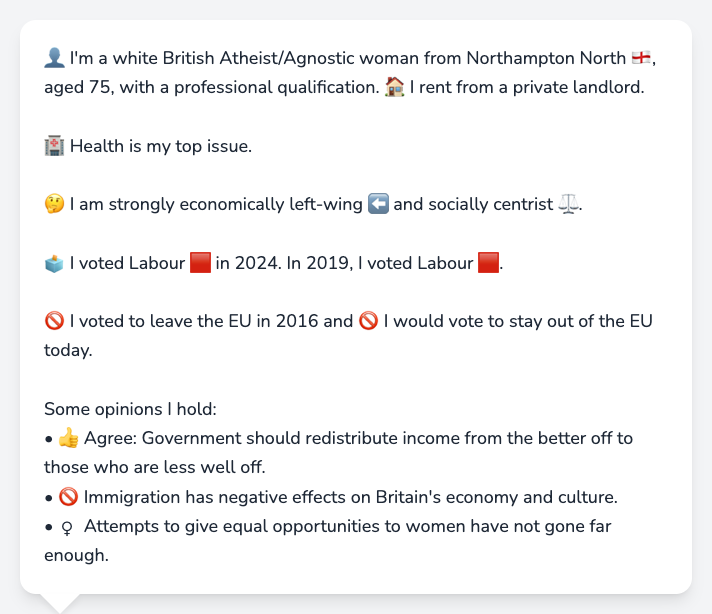 👤 I'm a white British Atheist/Agnostic woman from Northampton North 🏴󠁧󠁢󠁥󠁮󠁧󠁿,
aged 75, with a professional qualification. 🏠 I rent from a private landlord.
🏥 Health is my top issue.
🤔 I am strongly economically left-wing ⬅️ and socially centrist ⚖️.
🗳️ I voted Labour 🟥 in 2024. In 2019, I voted Labour 🟥.
🚫 I voted to leave the EU in 2016 and 🚫 I would vote to stay out of the EU
today.
Some opinions I hold:
• 👍 Agree: Government should redistribute income from the better off to
those who are less well off.
• 🚫 Immigration has negative effects on Britain's economy and culture.
• ♀ Attempts to give equal opportunities to women have not gone far
enough.